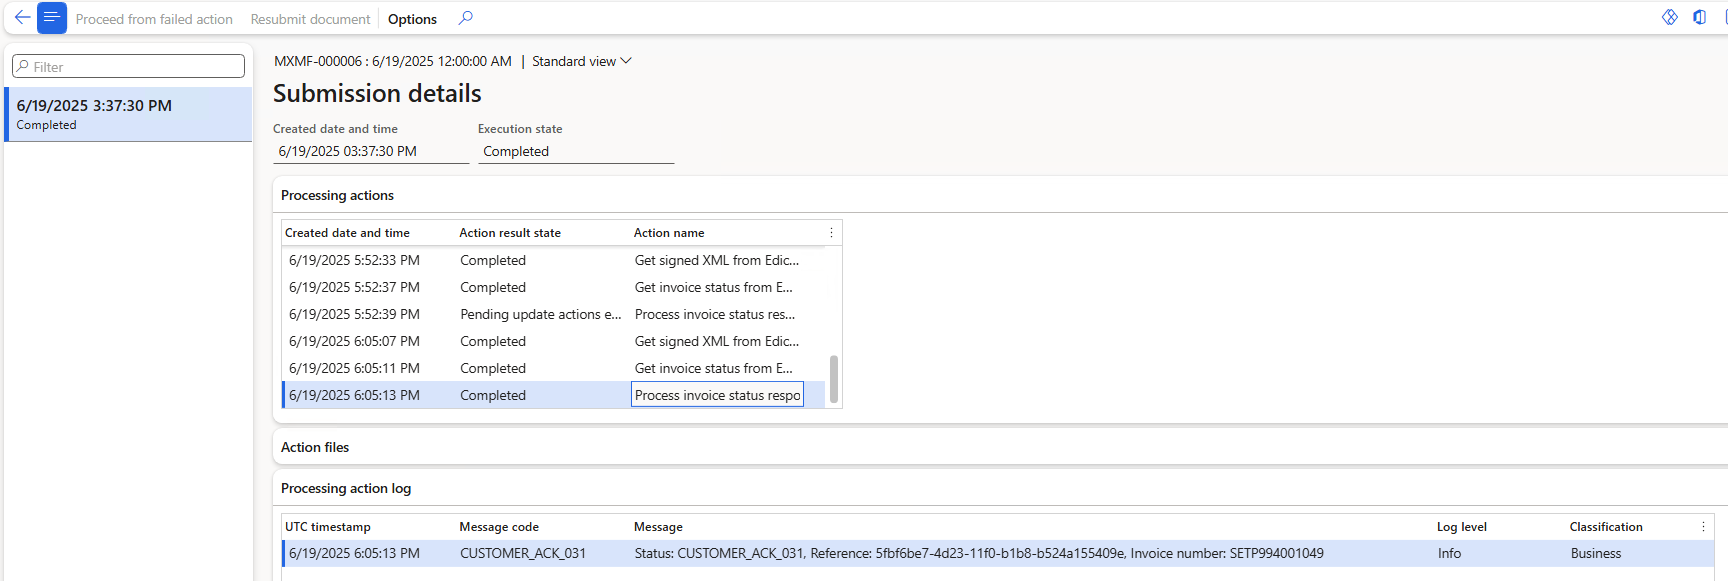 Proceed from failed action Resubmit document Options
Filter
6/19/2025 3:37:30 PM
Completed
MXMF-000006 : 6/19/2025 12:00:00 AM | Standard view
Submission details
Created date and time Execution state
6/19/2025 03:37:30 PM Completed
Processing actions
Created date and time Action result state Action name
6/19/2025 5:52:33 PM Completed Get signed XML from Edic...
6/19/2025 5:52:37 PM Completed Get invoice status from E...
6/19/2025 5:52:39 PM Pending update actions e... Process invoice status res...
6/19/2025 6:05:07 PM Completed Get signed XML from Edic...
6/19/2025 6:05:11 PM Completed Get invoice status from E...
6/19/2025 6:05:13 PM Completed Process invoice status respo
Action files
Processing action log
UTC timestamp Message code Message Log level Classification
6/19/2025 6:05:13 PM CUSTOMER_ACK_031 Status: CUSTOMER_ACK_031, Reference: 5fbf6be7-4d23-11f0-b1b8-b524a155409e, Invoice number: SETP994001049 Info Business